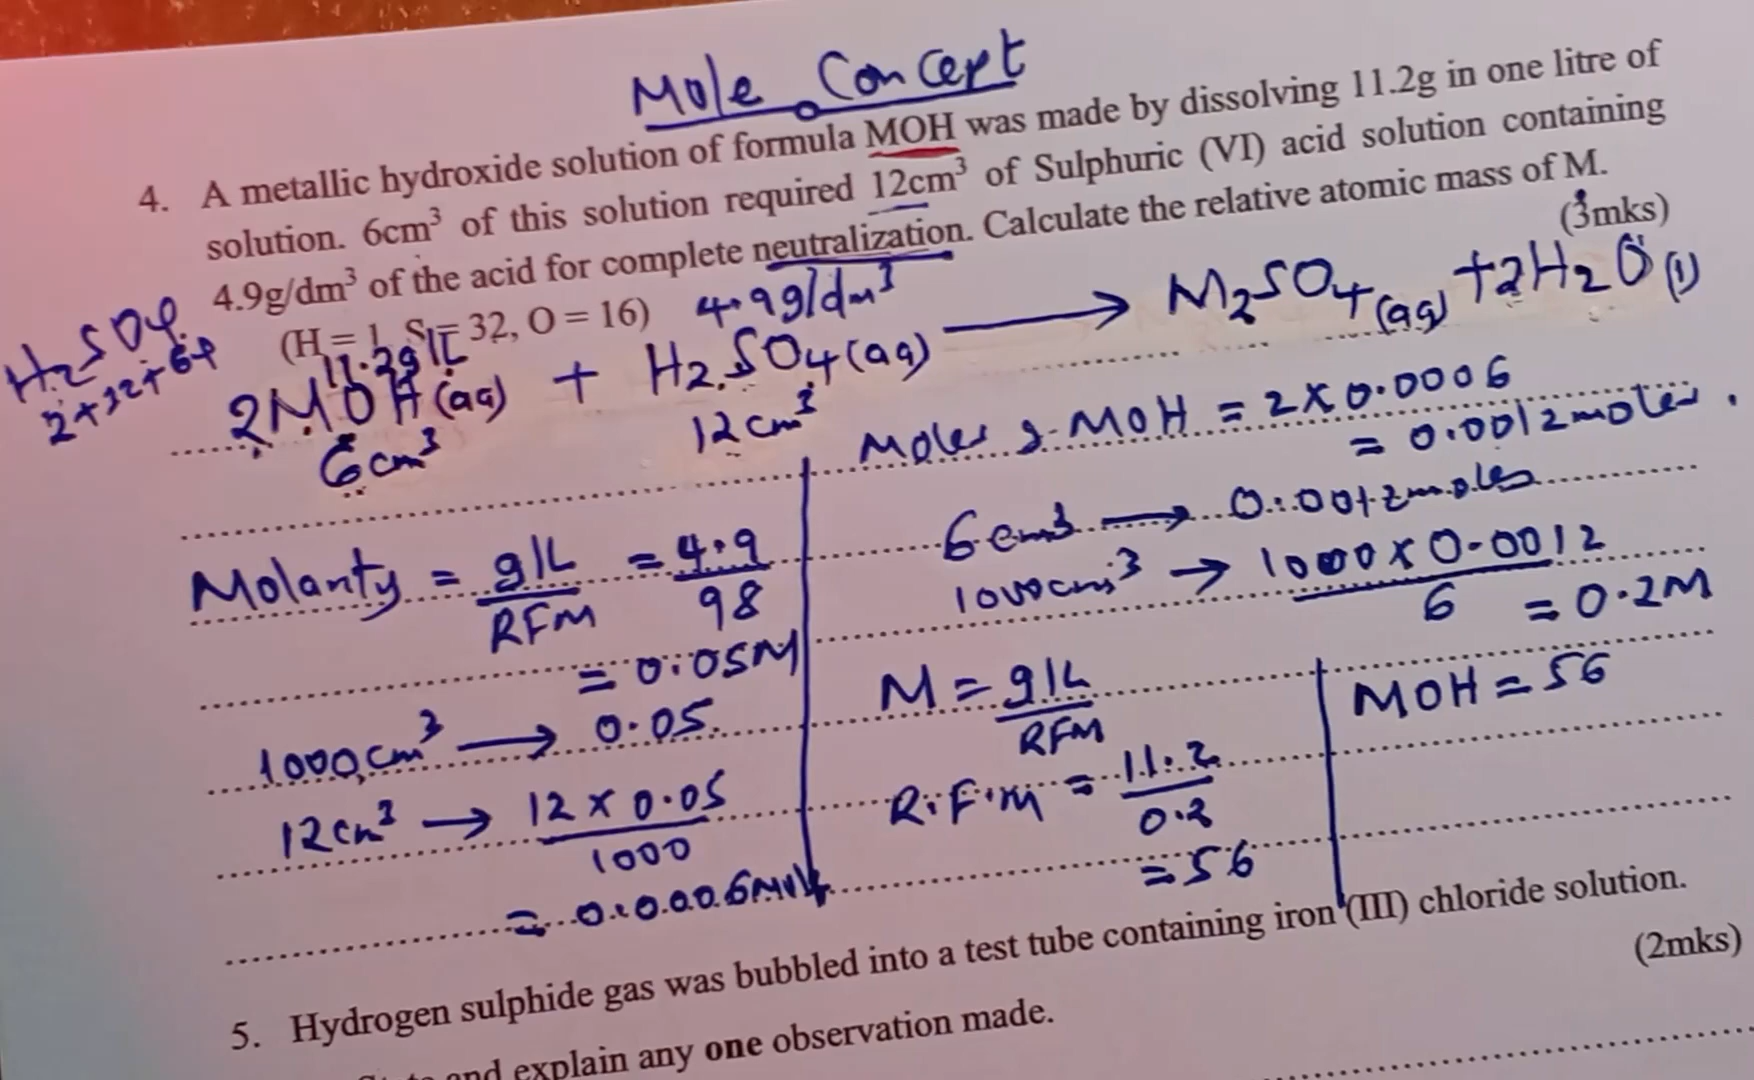 Mole Concept
4. A metallic hydroxide solution of formula MOH was made by dissolving 11.2g in one litre of
solution. 6cm³ of this solution required 12cm³ of Sulphuric (VI) acid solution containing
4.9g/dm³ of the acid for complete neutralization. Calculate the relative atomic mass of M.
(H = 1, S = 32, O = 16)
(3mks)
H₂SO₄.
2+32+64
11.2g/L
4.9g/dm³
2MOH(aq) + H₂SO₄(aq) → M₂SO₄(aq) + 2H₂O(l)
6cm³
12cm³
Molarity = g/L / RFM = 4.9 / 98
= 0.05M
1000cm³ → 0.05
12cm³ → 12 x 0.05 / 1000
= 0.0006
Moles MOH = 2 x 0.0006
= 0.0012 moles.
6cm³ → 0.0012 moles
1000cm³ → 1000 x 0.0012 / 6
= 0.2M
M = g/L / RFM
R.F.M = 11.2 / 0.2
= 56
MOH = 56
5. Hydrogen sulphide gas was bubbled into a test tube containing iron (III) chloride solution.
and explain any one observation made.
(2mks)